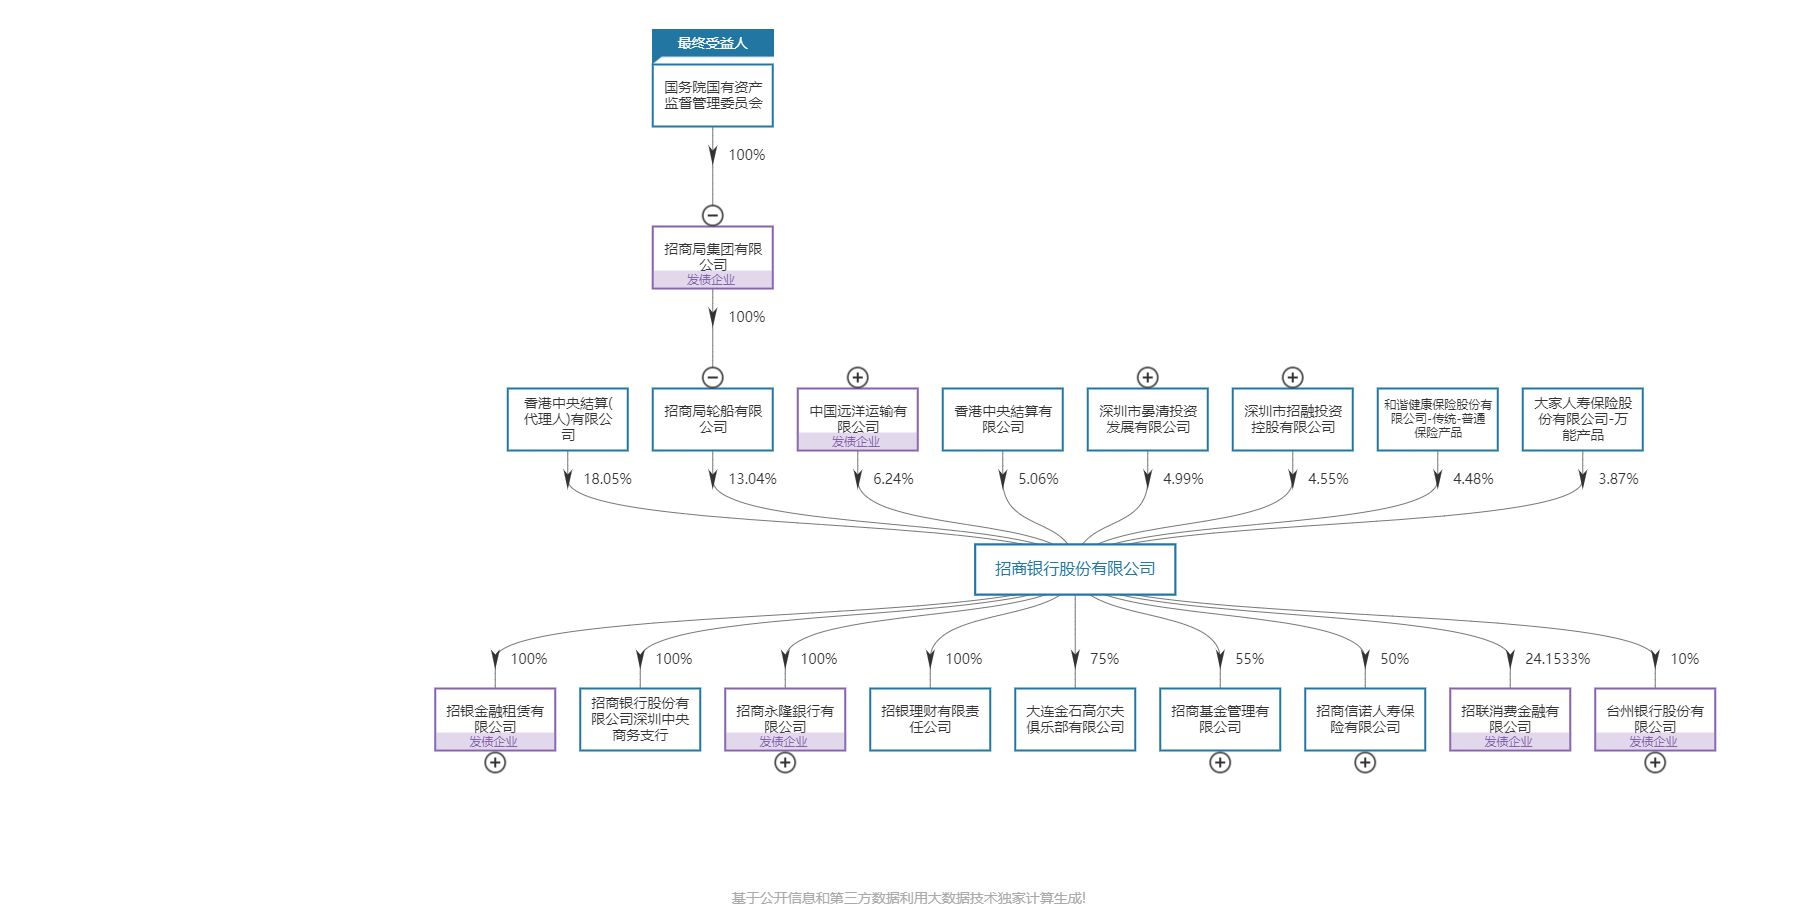 最终受益人
国务院国有资产
监督管理委员会
100%
招商局集团有限
公司
发债企业
100%
香港中央結算(
代理人)有限公
司
招商局轮船有限
公司
中国远洋运输有
限公司
发债企业
香港中央結算有
限公司
深圳市晏清投资
发展有限公司
深圳市招融投资
控股有限公司
和谐健康保险股份有
限公司-传统-普通
保险产品
大家人寿保险股
份有限公司-万
能产品
18.05%
13.04%
6.24%
5.06%
4.99%
4.55%
4.48%
3.87%
招商银行股份有限公司
100%
100%
100%
100%
75%
55%
50%
24.1533%
10%
招银金融租赁有
限公司
发债企业
招商银行股份有
限公司深圳中央
商务支行
招商永隆銀行有
限公司
发债企业
招银理财有限责
任公司
大连金石高尔夫
俱乐部有限公司
招商基金管理有
限公司
招商信诺人寿保
险有限公司
招联消费金融有
限公司
发债企业
台州银行股份有
限公司
发债企业
基于公开信息和第三方数据利用大数据技术独家计算生成!